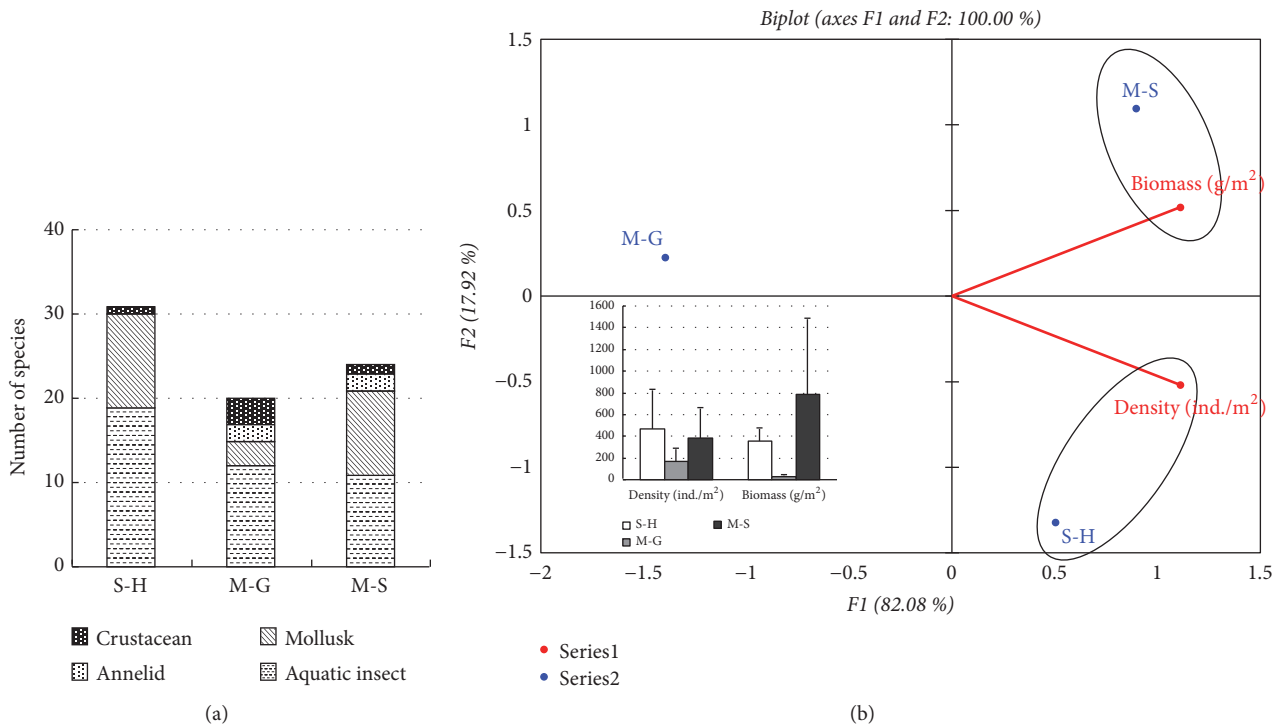 40
30
20
10
0
Number of species
S-H
M-G
M-S
Crustacean
Mollusk
Annelid
Aquatic insect
(a)
Biplot (axes F1 and F2: 100.00 %)
1.5
1
0.5
0
−0.5
−1
−1.5
F2 (17.92 %)
M-S
Biomass (g/m²)
M-G
Density (ind./m²)
S-H
1600
1400
1200
1000
800
600
400
200
0
Density (ind./m²)
Biomass (g/m²)
S-H
M-S
M-G
−2
−1.5
−1
−0.5
0
0.5
1
1.5
F1 (82.08 %)
Series1
Series2
(b)